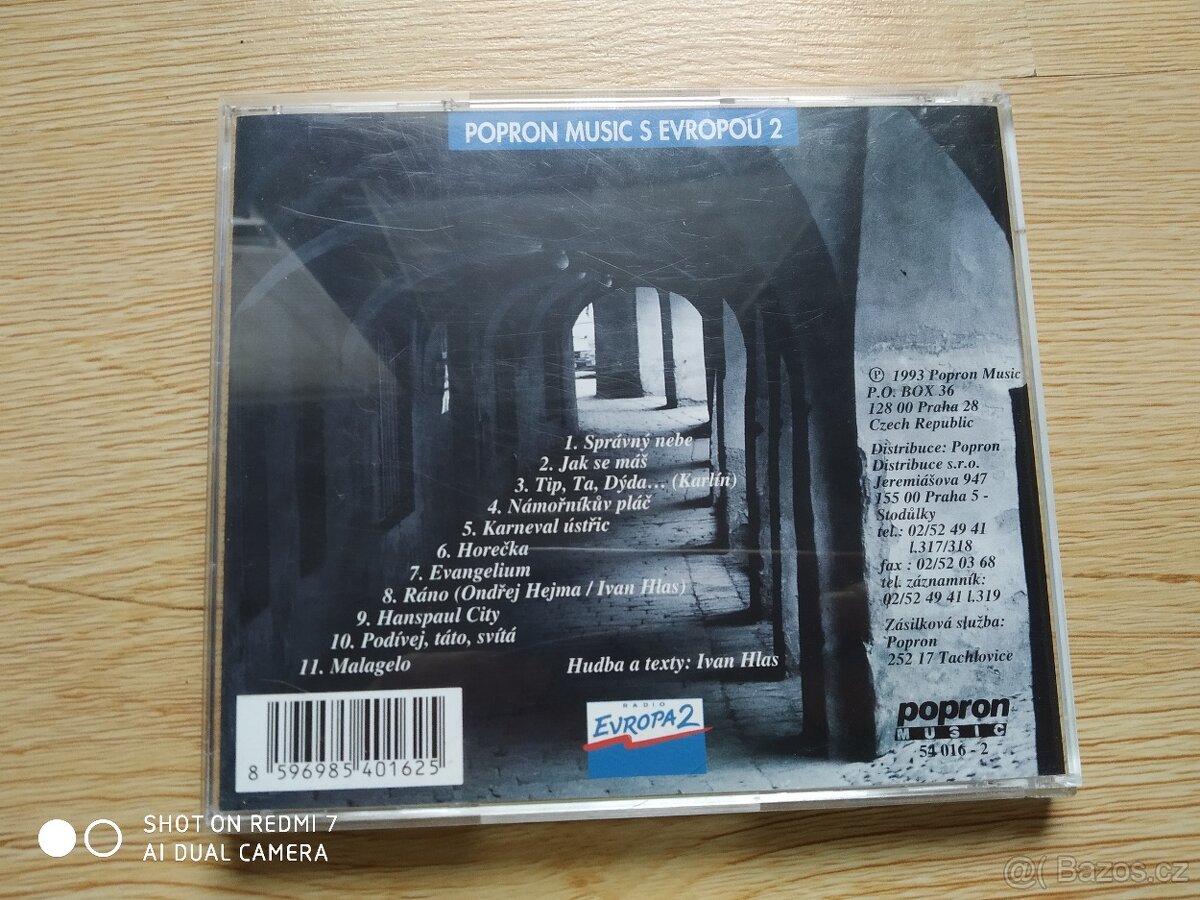 POPRON MUSIC S EVROPOU 2
1. Správný nebe
2. Jak se máš
3. Tip, Ta, Dýda... (Karlín)
4. Námořníkův pláč
5. Karneval ústřic
6. Horečka
7. Evangelium
8. Ráno (Ondřej Hejma / Ivan Hlas)
9. Hanspaul City
10. Podívej, táto, svítá
11. Malagelo
Hudba a texty: Ivan Hlas
Ⓟ 1993 Popron Music
P.O. BOX 36
128 00 Praha 28
Czech Republic
Distribuce: Popron
Distribuce s.r.o.
Jeremiášova 947
155 00 Praha 5 -
Stodůlky
tel.: 02/52 49 41
l.317/318
fax : 02/52 03 68
tel. záznamník:
02/52 49 41 l.319
Zásilková služba:
Popron
252 17 Tachlovice
popron
MUSIC
54 016 - 2
RADIO
EVROPA 2
8 596985 401625
SHOT ON REDMI 7
AI DUAL CAMERA
@( Bazos.cz